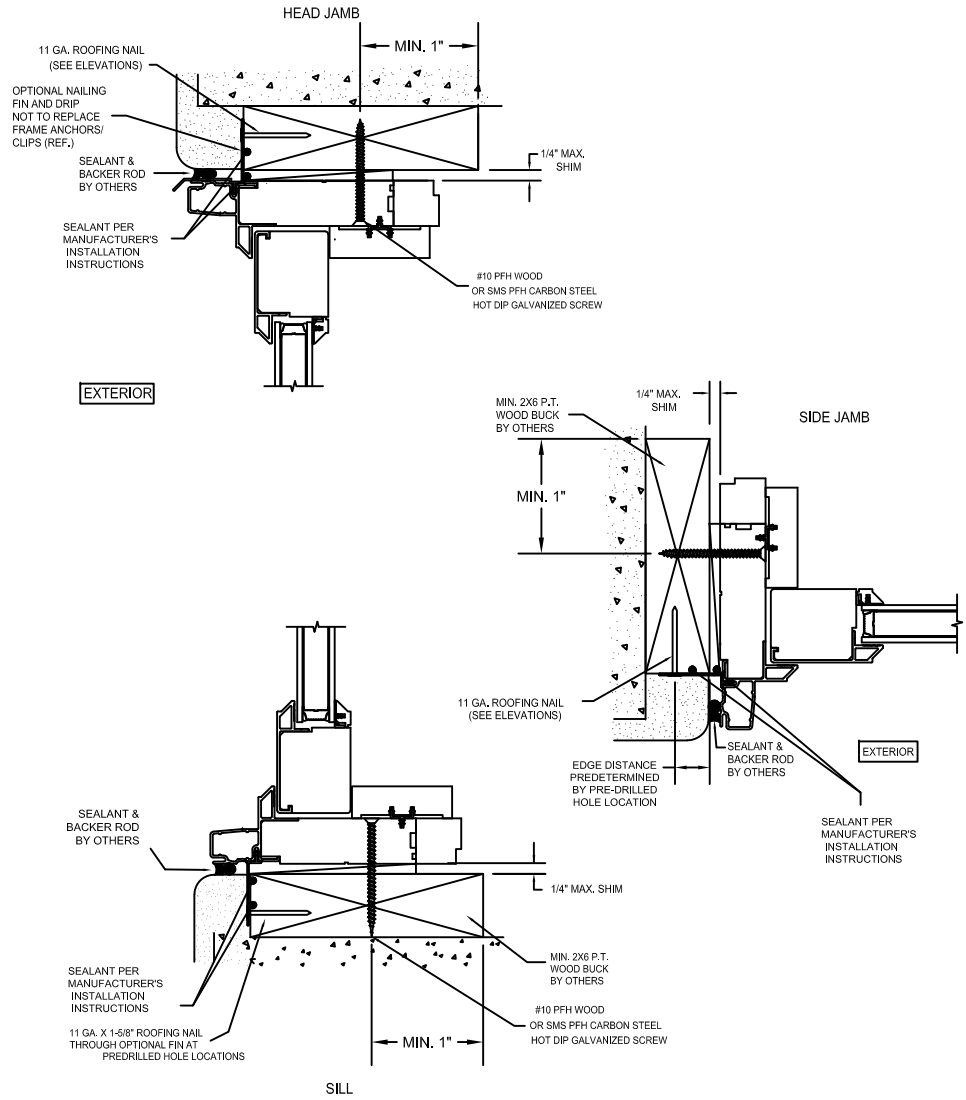 HEAD JAMB
MIN. 1"
11 GA. ROOFING NAIL
(SEE ELEVATIONS)
OPTIONAL NAILING
FIN AND DRIP
NOT TO REPLACE
FRAME ANCHORS/
CLIPS (REF.)
SEALANT &
BACKER ROD
BY OTHERS
1/4" MAX.
SHIM
SEALANT PER
MANUFACTURER'S
INSTALLATION
INSTRUCTIONS
#10 PFH WOOD
OR SMS PFH CARBON STEEL
HOT DIP GALVANIZED SCREW
EXTERIOR
MIN. 2X6 P.T.
WOOD BUCK
BY OTHERS
1/4" MAX.
SHIM
SIDE JAMB
MIN. 1"
11 GA. ROOFING NAIL
(SEE ELEVATIONS)
SEALANT &
BACKER ROD
BY OTHERS
EXTERIOR
EDGE DISTANCE
PREDETERMINED
BY PRE-DRILLED
HOLE LOCATION
SEALANT PER
MANUFACTURER'S
INSTALLATION
INSTRUCTIONS
SEALANT &
BACKER ROD
BY OTHERS
1/4" MAX. SHIM
MIN. 2X6 P.T.
WOOD BUCK
BY OTHERS
SEALANT PER
MANUFACTURER'S
INSTALLATION
INSTRUCTIONS
#10 PFH WOOD
OR SMS PFH CARBON STEEL
HOT DIP GALVANIZED SCREW
11 GA. X 1-5/8" ROOFING NAIL
THROUGH OPTIONAL FIN AT
PREDRILLED HOLE LOCATIONS
MIN. 1"
SILL